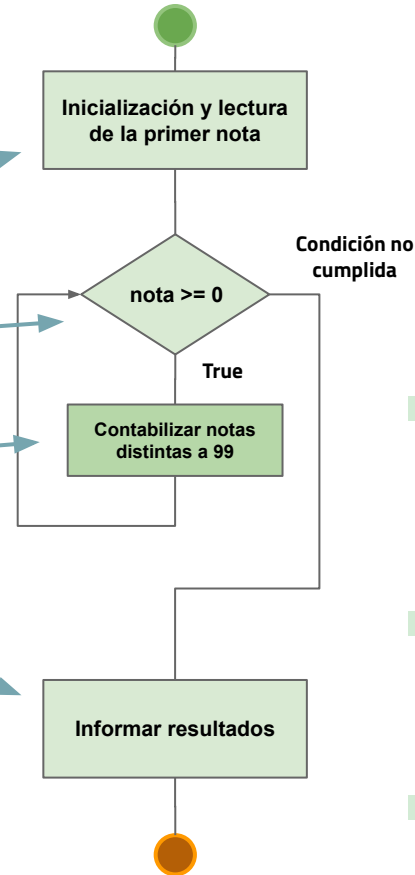 Inicialización y lectura
de la primer nota
Condición no
cumplida
nota >= 0
True
Contabilizar notas
distintas a 99
Informar resultados